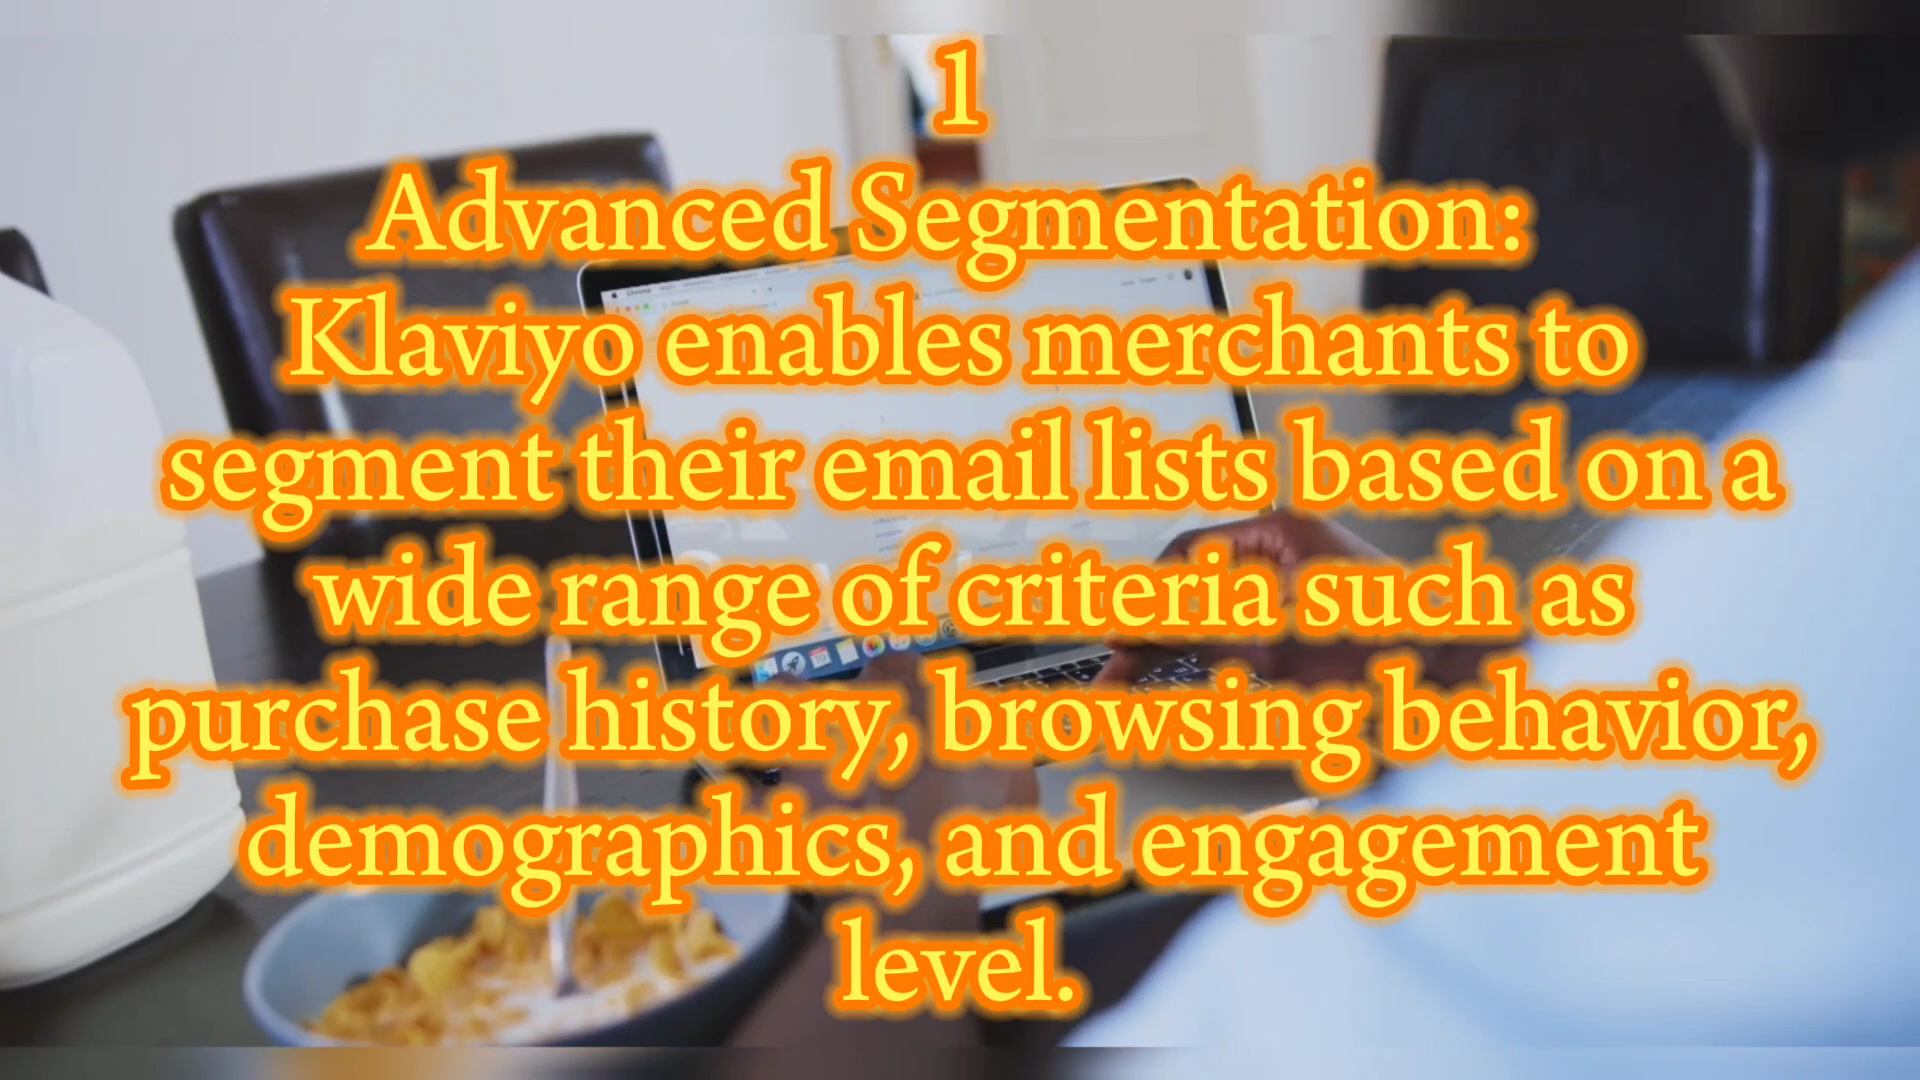 1
Advanced Segmentation:
Klaviyo enables merchants to
segment their email lists based on a
wide range of criteria such as
purchase history, browsing behavior,
demographics, and engagement
level.